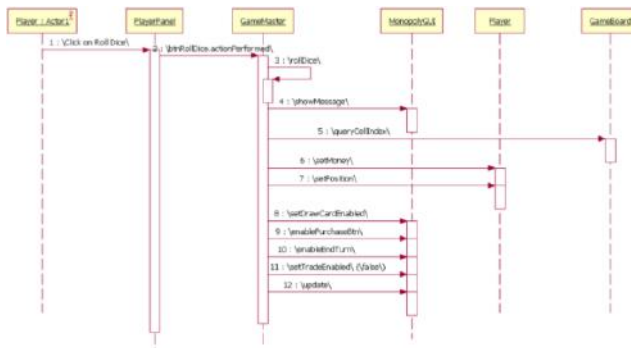 Player : Actor1
PlayerPanel
GameMaster
MonopolyGUI
Player
GameBoard
1 : \Click on Roll Dice\
2 : \btnRollDice.actionPerformed\
3 : \rollDice\
4 : \showMessage\
5 : \queryCellIndex\
6 : \setMoney\
7 : \setPosition\
8 : \setDrawCardEnabled\
9 : \enablePurchaseBtn\
10 : \enableEndTurn\
11 : \setTradeEnabled\ (\false\)
12 : \update\